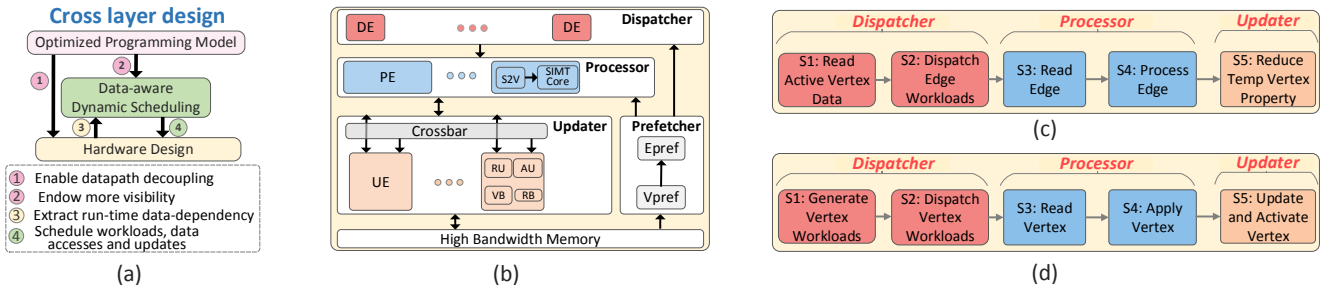 Cross layer design
Optimized Programming Model
1
2
Data-aware
Dynamic Scheduling
3
4
Hardware Design
1 Enable datapath decoupling
2 Endow more visibility
3 Extract run-time data-dependency
4 Schedule workloads, data
accesses and updates
(a)
Dispatcher
DE
DE
Processor
PE
S2V
SIMT
Core
Crossbar
Updater
UE
RU
AU
VB
RB
Prefetcher
Epref
Vpref
High Bandwidth Memory
(b)
Dispatcher
Processor
Updater
S1: Read
Active Vertex
Data
S2: Dispatch
Edge
Workloads
S3: Read
Edge
S4: Process
Edge
S5: Reduce
Temp Vertex
Property
(c)
Dispatcher
Processor
Updater
S1: Generate
Vertex
Workloads
S2: Dispatch
Vertex
Workloads
S3: Read
Vertex
S4: Apply
Vertex
S5: Update
and Activate
Vertex
(d)